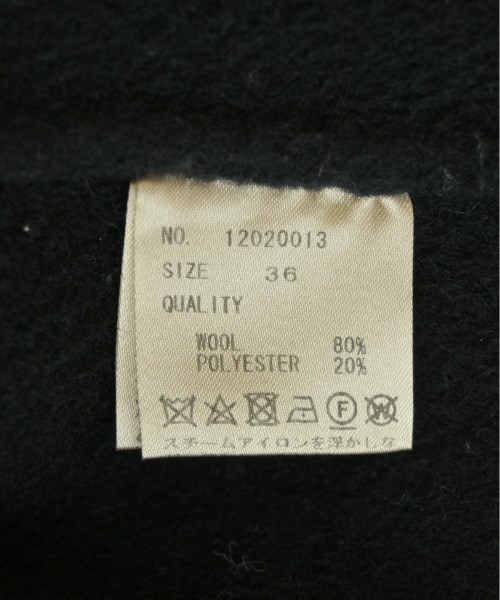 NO. 12020013
SIZE 36
QUALITY
WOOL 80%
POLYESTER 20%
F W
スチームアイロンを浮かしな